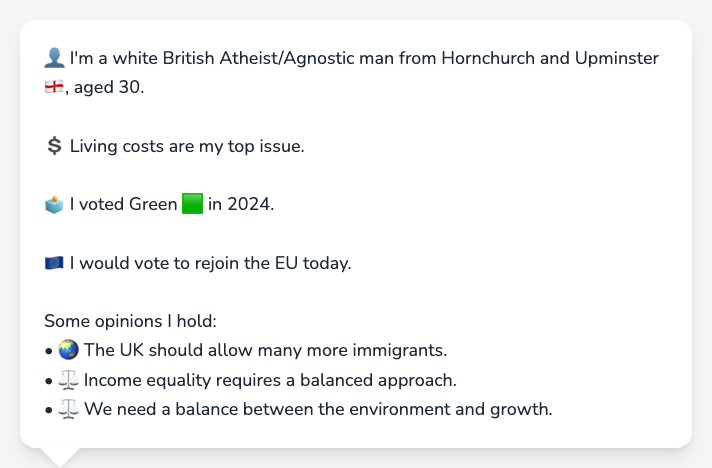 👤 I'm a white British Atheist/Agnostic man from Hornchurch and Upminster
🏴󠁧󠁢󠁥󠁮󠁧󠁿, aged 30.
💲 Living costs are my top issue.
🗳️ I voted Green 🟩 in 2024.
🇪🇺 I would vote to rejoin the EU today.
Some opinions I hold:
• 🌏 The UK should allow many more immigrants.
• ⚖️ Income equality requires a balanced approach.
• ⚖️ We need a balance between the environment and growth.